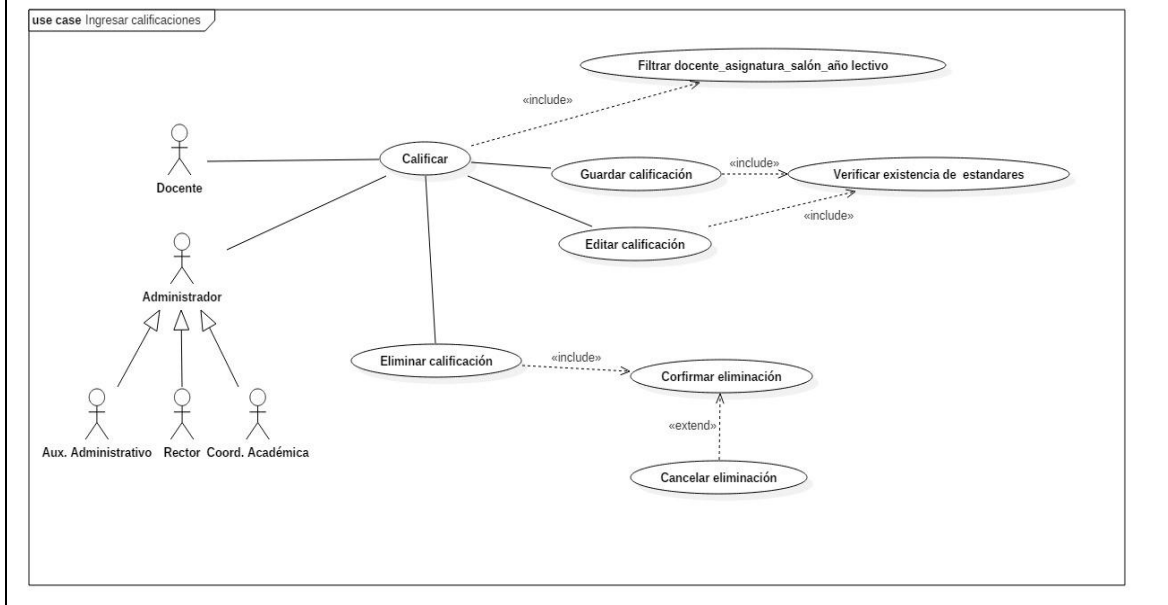 use case Ingresar calificaciones
Filtrar docente_asignatura_salón_año lectivo
«include»
Docente
Calificar
Guardar calificación
«include»
Verificar existencia de estandares
«include»
Editar calificación
Administrador
Eliminar calificación
«include»
Corfirmar eliminación
«extend»
Cancelar eliminación
Aux. Administrativo
Rector
Coord. Académica